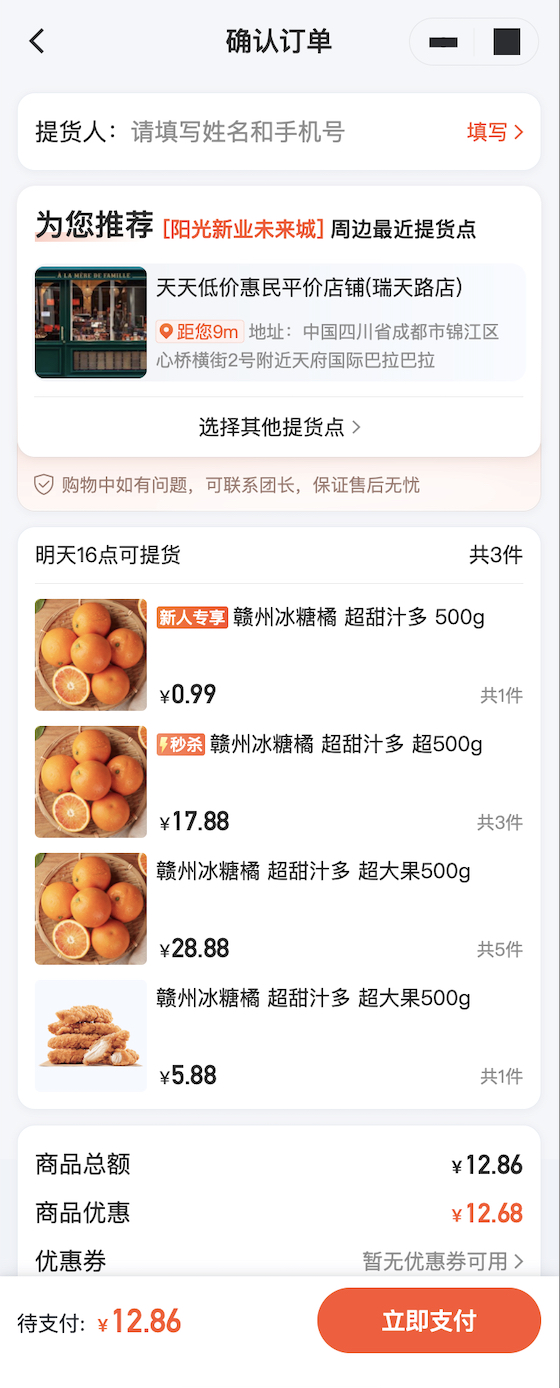 确认订单
提货人：请填写姓名和手机号 填写
为您推荐 [阳光新业未来城] 周边最近提货点
A LA MÈRE DE FAMILLE
天天低价惠民平价店铺(瑞天路店)
距您9m 地址：中国四川省成都市锦江区
心桥横街2号附近天府国际巴拉巴拉
选择其他提货点
购物中如有问题，可联系团长，保证售后无忧
明天16点可提货 共3件
新人专享 赣州冰糖橘 超甜汁多 500g
¥0.99 共1件
秒杀 赣州冰糖橘 超甜汁多 超500g
¥17.88 共3件
赣州冰糖橘 超甜汁多 超大果500g
¥28.88 共5件
赣州冰糖橘 超甜汁多 超大果500g
¥5.88 共1件
商品总额 ¥12.86
商品优惠 ¥12.68
优惠券 暂无优惠券可用
待支付: ¥12.86 立即支付